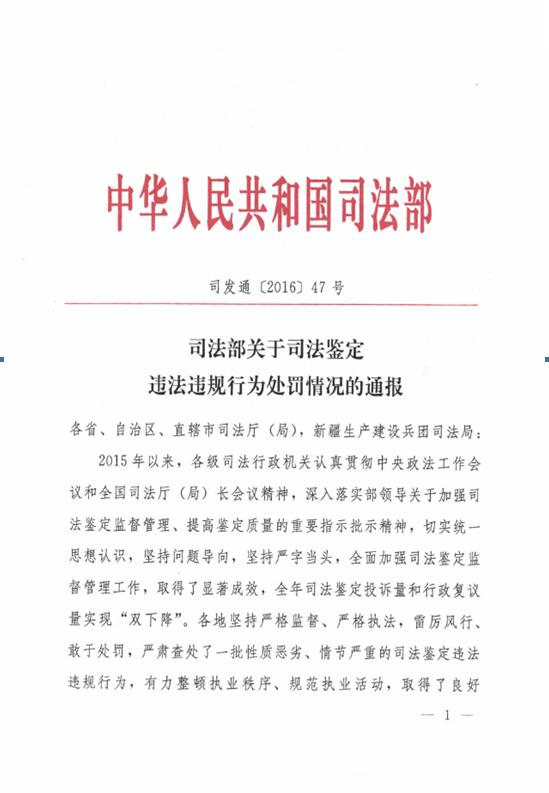 中华人民共和国司法部
司发通〔2016〕47 号
司法部关于司法鉴定
违法违规行为处罚情况的通报
各省、自治区、直辖市司法厅（局），新疆生产建设兵团司法局：
2015 年以来，各级司法行政机关认真贯彻中央政法工作会
议和全国司法厅（局）长会议精神，深入落实部领导关于加强司
法鉴定监督管理、提高鉴定质量的重要指示批示精神，切实统一
思想认识，坚持问题导向，坚持严字当头，全面加强司法鉴定监
督管理工作，取得了显著成效，全年司法鉴定投诉量和行政复议
量实现“双下降”。各地坚持严格监督、严格执法，雷厉风行、
敢于处罚，严肃查处了一批性质恶劣、情节严重的司法鉴定违法
违规行为，有力整顿执业秩序、规范执业活动，取得了良好
— 1 —